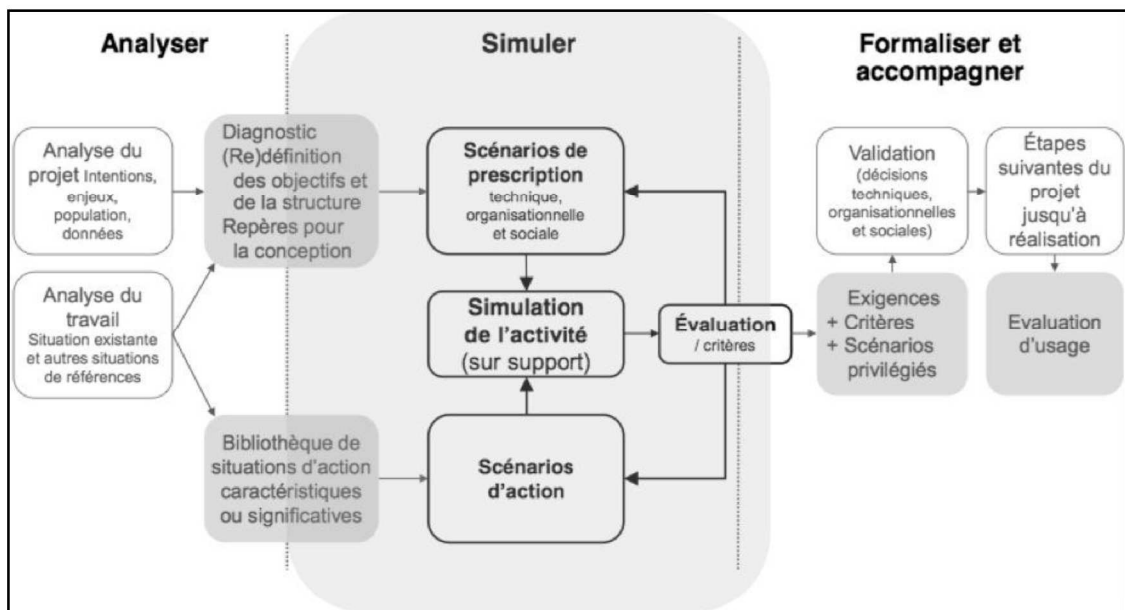 Analyser
Simuler
Formaliser et
accompagner
Analyse du
projet Intentions,
enjeux,
population,
données
Diagnostic
(Re)définition
des objectifs et
de la structure
Repères pour
la conception
Scénarios de
prescription
technique,
organisationnelle
et sociale
Validation
(décisions
techniques,
organisationnelles
et sociales)
Étapes
suivantes du
projet
jusqu'à
réalisation
Analyse du
travail
Situation existante
et autres situations
de références
Simulation
de l'activité
(sur support)
Évaluation
/ critères
Exigences
+ Critères
+ Scénarios
privilégiés
Evaluation
d'usage
Bibliothèque de
situations d'action
caractéristiques
ou significatives
Scénarios
d'action